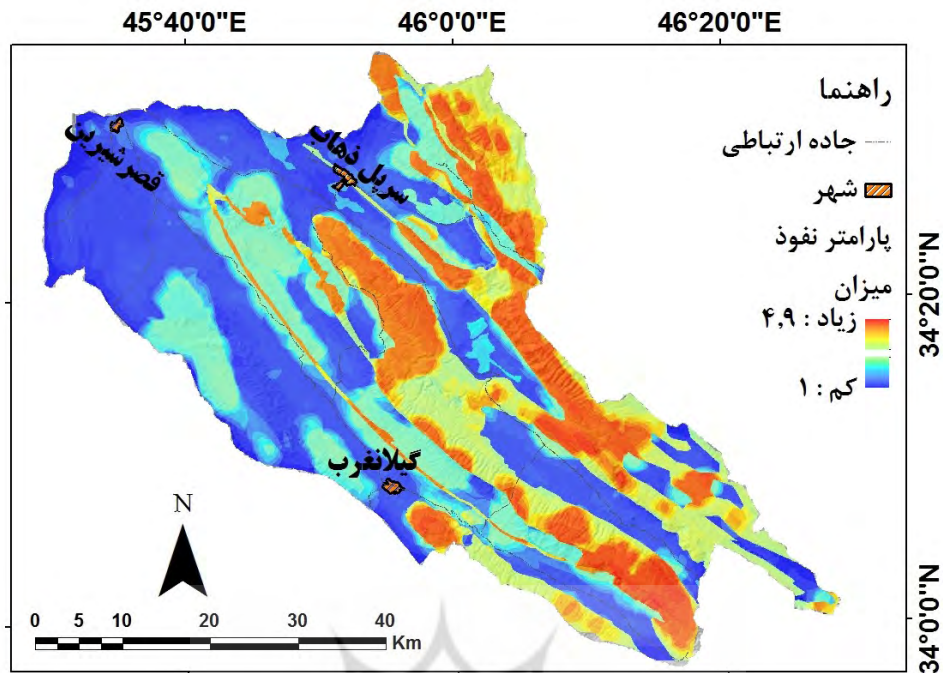 45°40'0"E
46°0'0"E
46°20'0"E
راهنما
جاده ارتباطی
شهر
پارامتر نفوذ
میزان
زیاد : ۴,۹
کم : ۱
قصرشیرین
سرپل ذهاب
گیلانغرب
34°20'0"N
34°0'0"N
N
0 5 10 20 30 40
Km